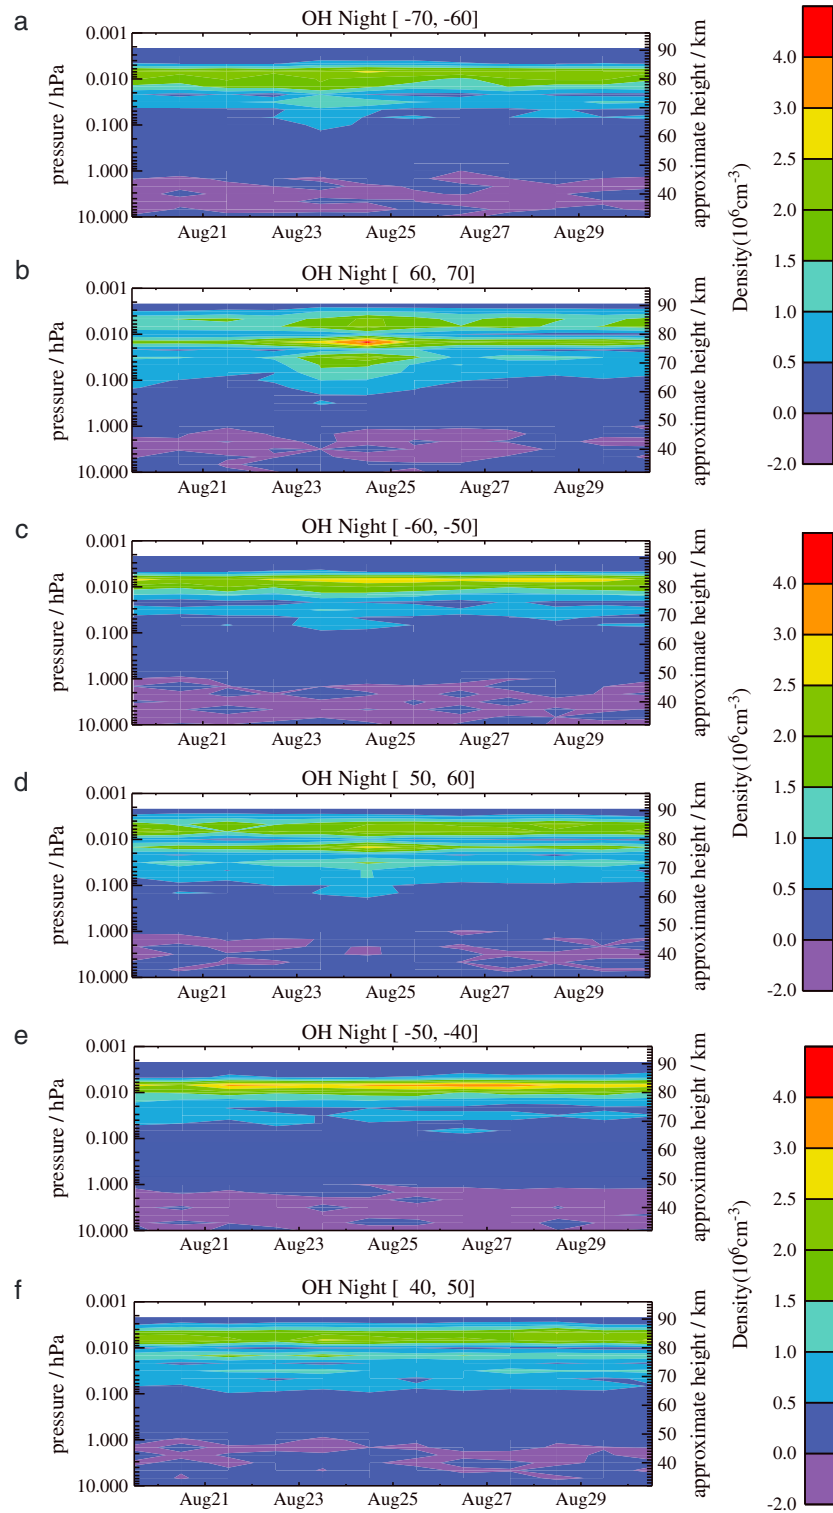 a
OH Night [ -70, -60]
0.001
0.010
0.100
1.000
10.000
pressure / hPa
90
80
70
60
50
40
approximate height / km
Aug21 Aug23 Aug25 Aug27 Aug29
b
OH Night [ 60, 70]
0.001
0.010
0.100
1.000
10.000
pressure / hPa
90
80
70
60
50
40
approximate height / km
Aug21 Aug23 Aug25 Aug27 Aug29
4.0
3.0
2.5
2.0
1.5
1.0
0.5
0.0
-2.0
Density(10⁶cm⁻³)
c
OH Night [ -60, -50]
0.001
0.010
0.100
1.000
10.000
pressure / hPa
90
80
70
60
50
40
approximate height / km
Aug21 Aug23 Aug25 Aug27 Aug29
d
OH Night [ 50, 60]
0.001
0.010
0.100
1.000
10.000
pressure / hPa
90
80
70
60
50
40
approximate height / km
Aug21 Aug23 Aug25 Aug27 Aug29
4.0
3.0
2.5
2.0
1.5
1.0
0.5
0.0
-2.0
Density(10⁶cm⁻³)
e
OH Night [ -50, -40]
0.001
0.010
0.100
1.000
10.000
pressure / hPa
90
80
70
60
50
40
approximate height / km
Aug21 Aug23 Aug25 Aug27 Aug29
f
OH Night [ 40, 50]
0.001
0.010
0.100
1.000
10.000
pressure / hPa
90
80
70
60
50
40
approximate height / km
Aug21 Aug23 Aug25 Aug27 Aug29
4.0
3.0
2.5
2.0
1.5
1.0
0.5
0.0
-2.0
Density(10⁶cm⁻³)